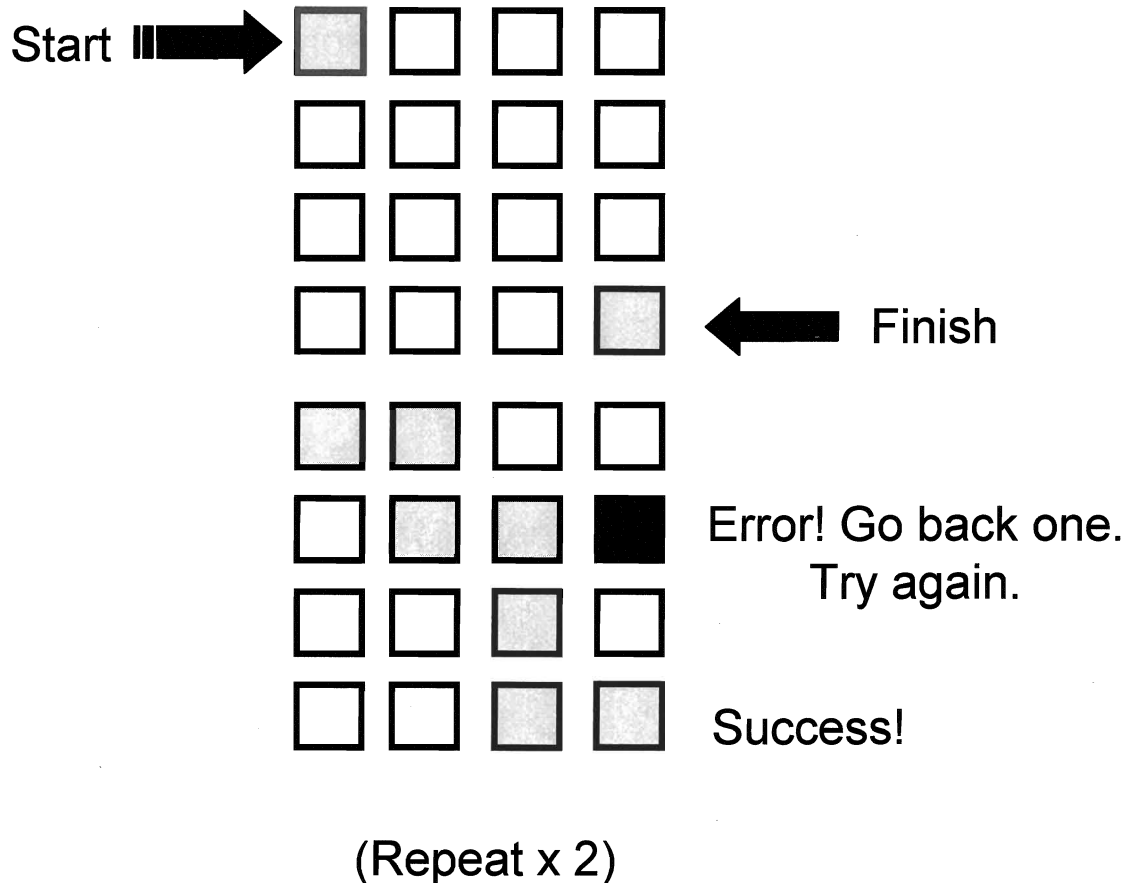 Start
Finish
Error! Go back one.
Try again.
Success!
(Repeat x 2)